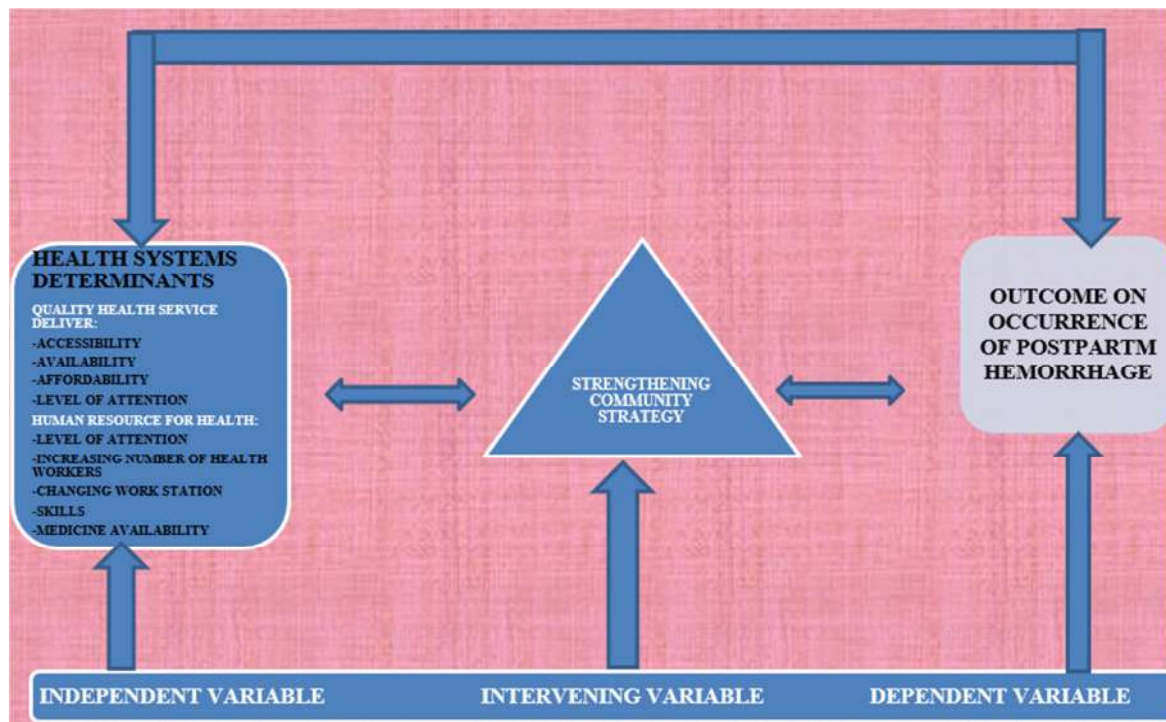 HEALTH SYSTEMS
DETERMINANTS
QUALITY HEALTH SERVICE
DELIVER:
-ACCESSIBILITY
-AVAILABILITY
-AFFORDABILITY
-LEVEL OF ATTENTION
HUMAN RESOURCE FOR HEALTH:
-LEVEL OF ATTENTION
-INCREASING NUMBER OF HEALTH
WORKERS
-CHANGING WORK STATION
-SKILLS
-MEDICINE AVAILABILITY
STRENGTHENING
COMMUNITY
STRATEGY
OUTCOME ON
OCCURRENCE
OF POSTPARTM
HEMORRHAGE
INDEPENDENT VARIABLE
INTERVENING VARIABLE
DEPENDENT VARIABLE